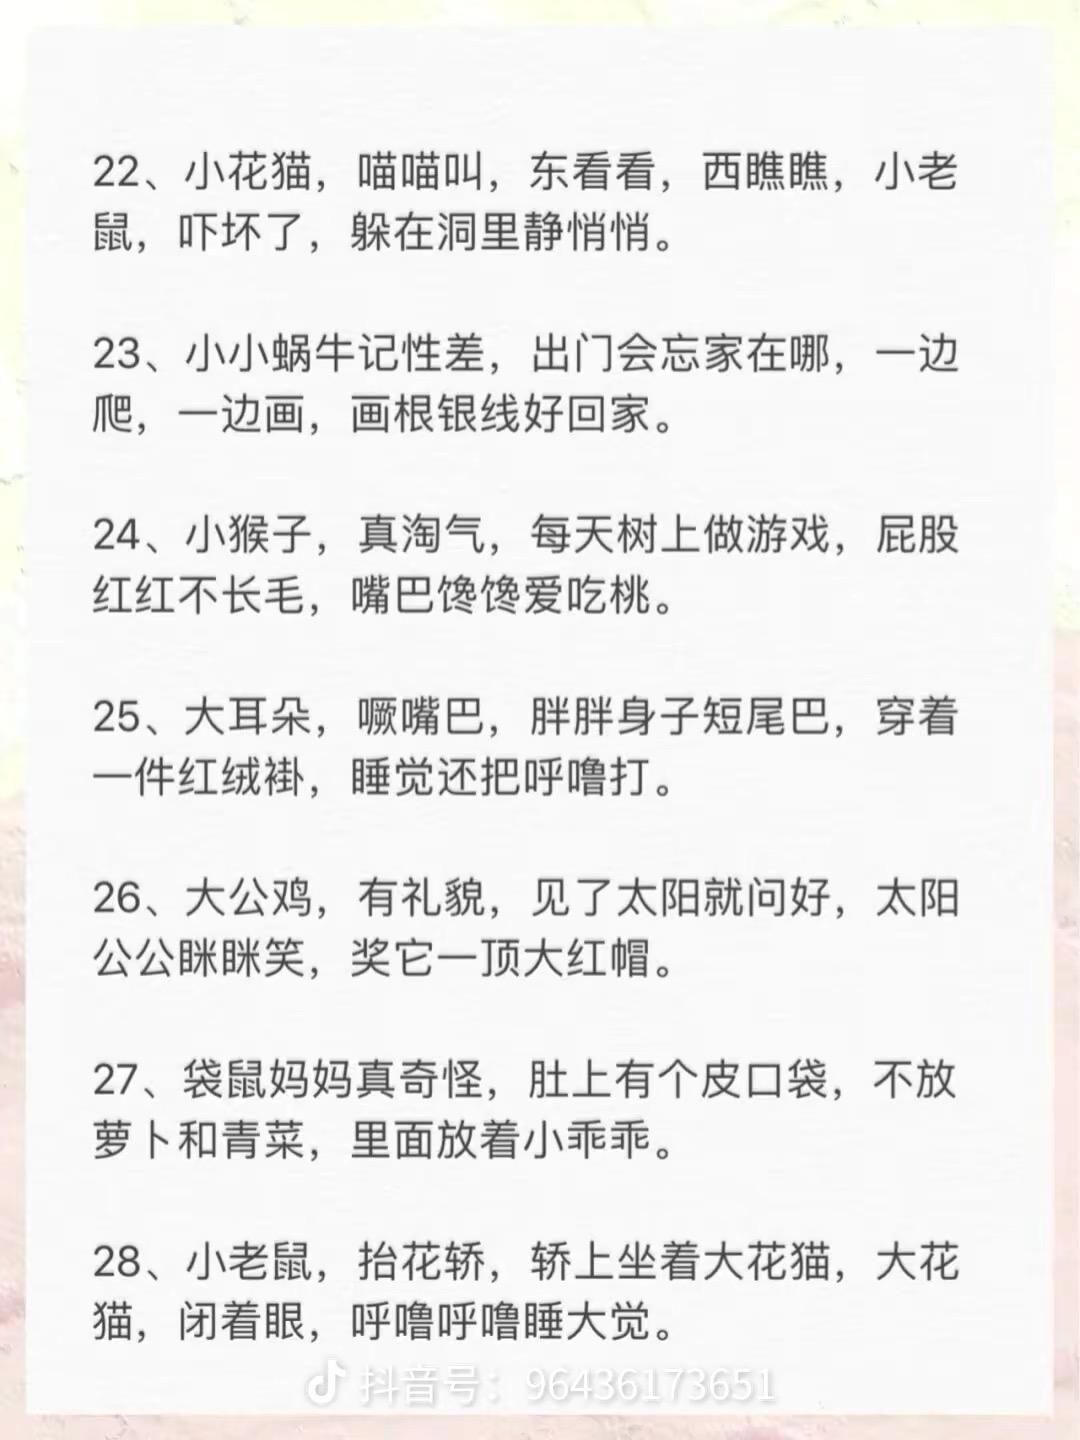 22、小花猫，喵喵叫，东看看，西瞧瞧，小老
鼠，吓坏了，躲在洞里静悄悄。
23、小小蜗牛记性差，出门会忘家在哪，一边
爬，一边画，画根银线好回家。
24、小猴子，真淘气，每天树上做游戏，屁股
红红不长毛，嘴巴馋馋爱吃桃。
25、大耳朵，噘嘴巴，胖胖身子短尾巴，穿着
一件红绒褂，睡觉还把呼噜打。
26、大公鸡，有礼貌，见了太阳就问好，太阳
公公眯眯笑，奖它一顶大红帽。
27、袋鼠妈妈真奇怪，肚上有个皮口袋，不放
萝卜和青菜，里面放着小乖乖。
28、小老鼠，抬花轿，轿上坐着大花猫，大花
猫，闭着眼，呼噜呼噜睡大觉。
抖音号：96436173651